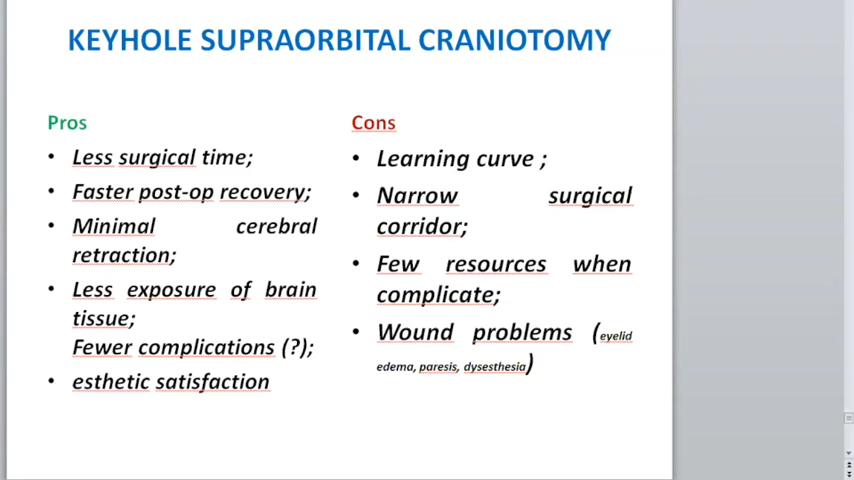 KEYHOLE SUPRAORBITAL CRANIOTOMY
Pros
• Less surgical time;
• Faster post-op recovery;
• Minimal cerebral
retraction;
• Less exposure of brain
tissue;
Fewer complications (?);
• esthetic satisfaction
Cons
• Learning curve ;
• Narrow surgical
corridor;
• Few resources when
complicate;
• Wound problems (eyelid
edema, paresis, dysesthesia)